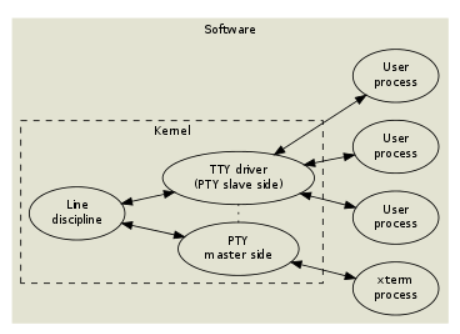 Software
User
process
Kernel
User
process
TTY driver
(PTY slave side)
Line
discipline
User
process
PTY
master side
xterm
process